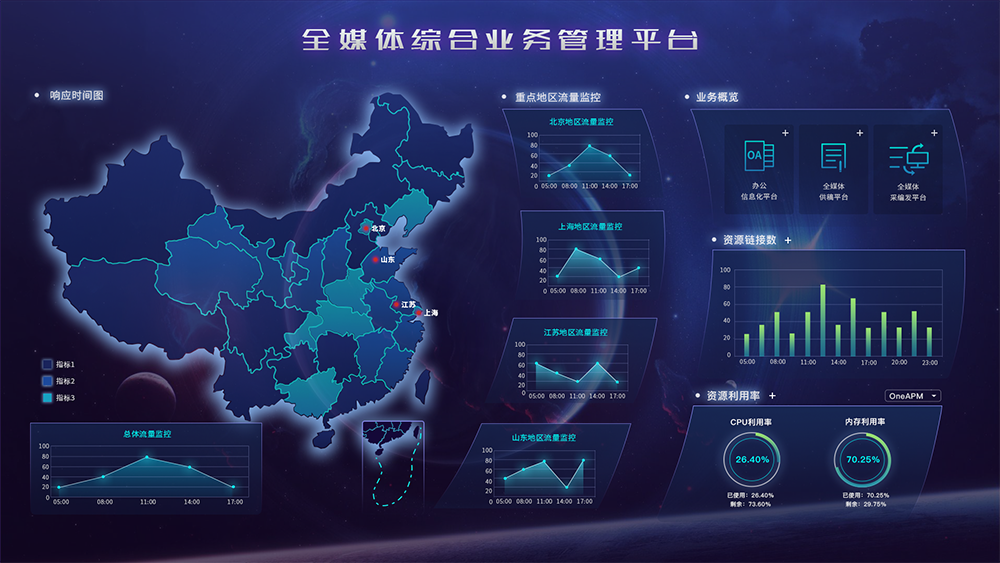 全媒体综合业务管理平台
响应时间图
北京
山东
江苏
上海
指标1
指标2
指标3
总体流量监控
100
80
60
40
20
0
05:00 08:00 11:00 14:00 17:00
重点地区流量监控
北京地区流量监控
100
80
60
40
20
0
05:00 08:00 11:00 14:00 17:00
上海地区流量监控
100
80
60
40
20
0
05:00 08:00 11:00 14:00 17:00
江苏地区流量监控
100
80
60
40
20
0
05:00 08:00 11:00 14:00 17:00
山东地区流量监控
100
80
60
40
20
0
05:00 08:00 11:00 14:00 17:00
业务概览
OA
办公
信息化平台
全媒体
供稿平台
全媒体
采编发平台
资源链接数 +
100
80
60
40
20
0
05:00 08:00 11:00 14:00 17:00 20:00 23:00
资源利用率 +
OneAPM
CPU利用率
26.40%
已使用：26.40%
剩余：73.60%
内存利用率
70.25%
已使用：70.25%
剩余：29.75%